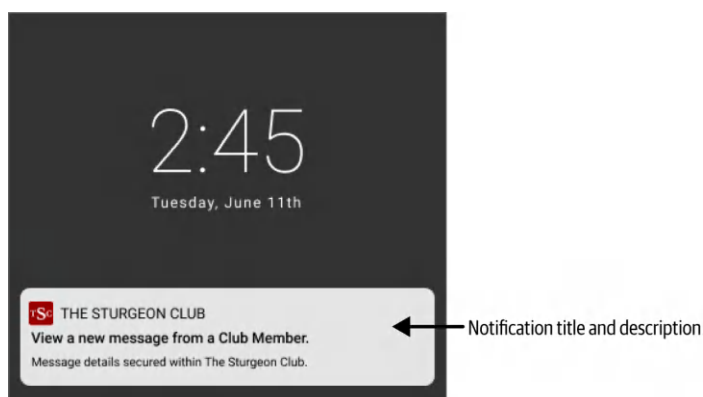 2:45
Tuesday, June 11th
TSC THE STURGEON CLUB
View a new message from a Club Member.
Message details secured within The Sturgeon Club.
Notification title and description